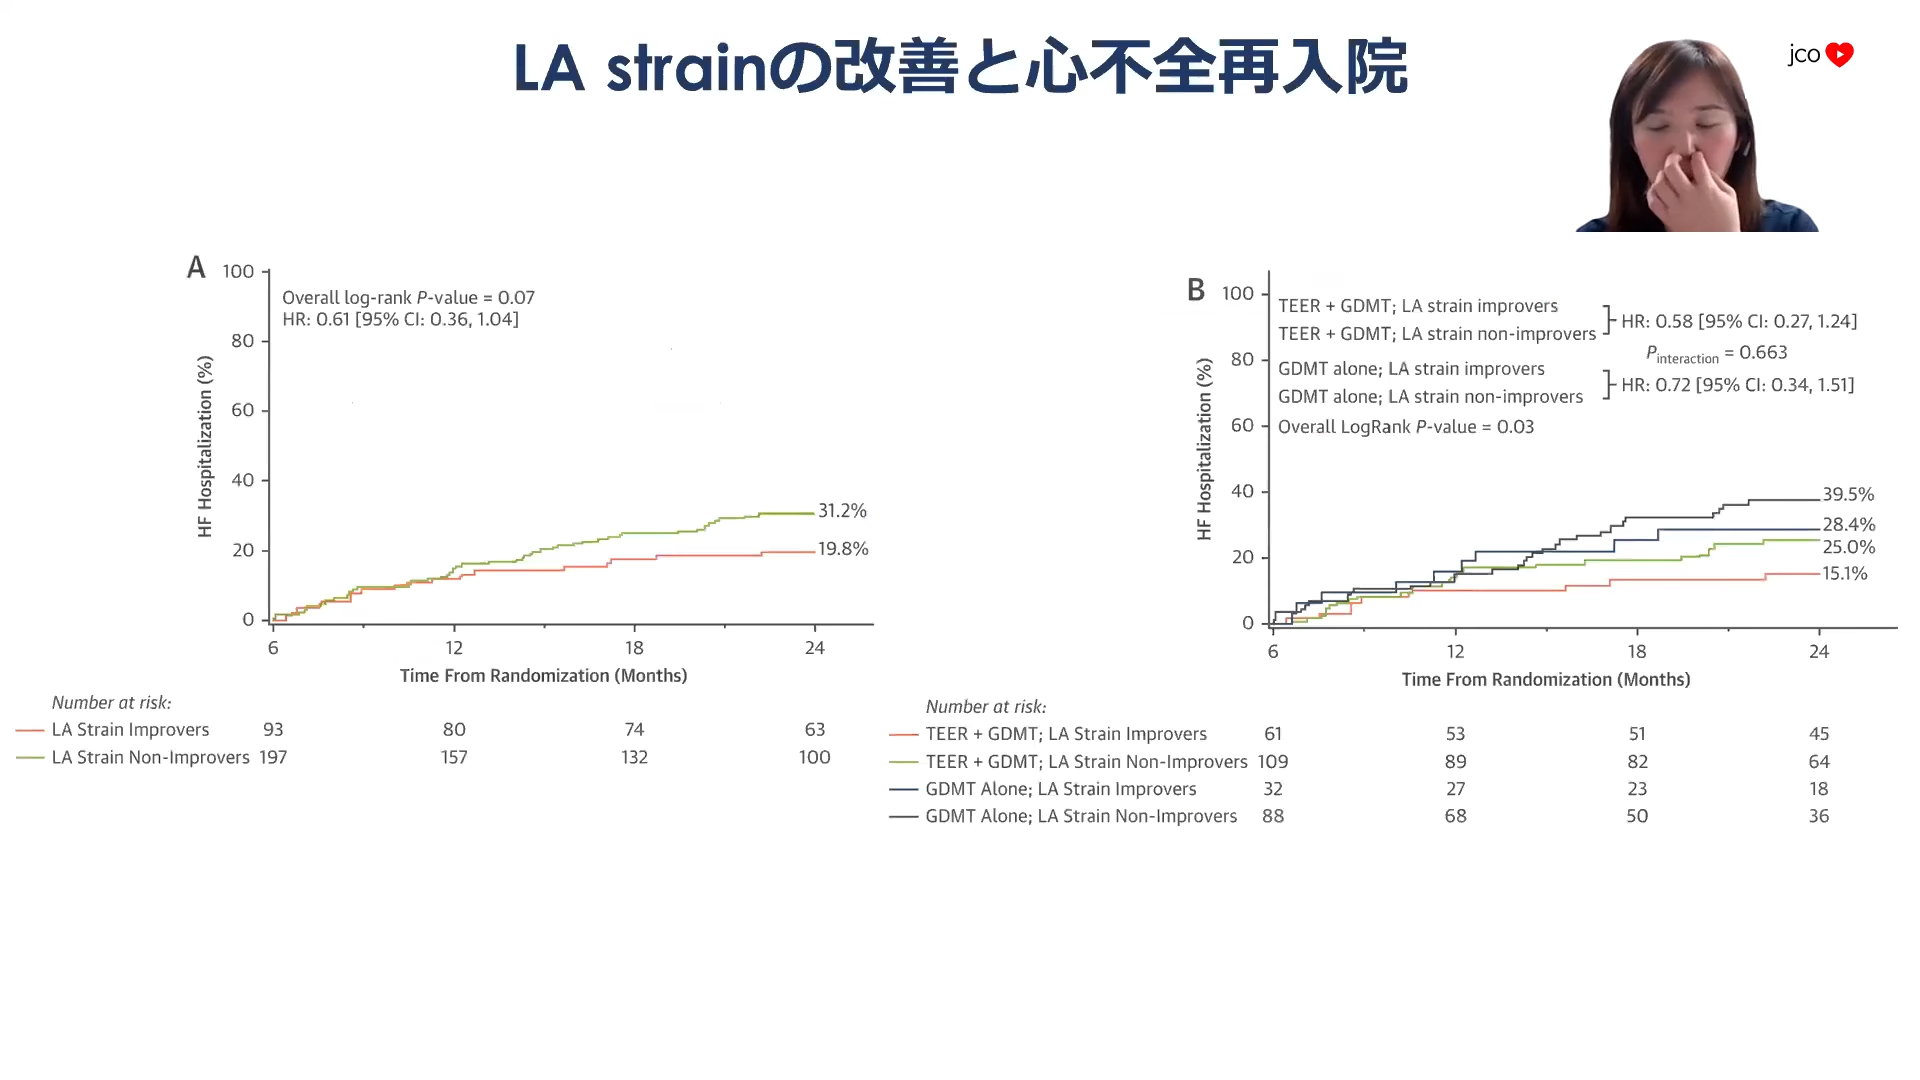 LA strainの改善と心不全再入院
jco
A
100
80
60
40
20
0
HF Hospitalization (%)
Overall log-rank P-value = 0.07
HR: 0.61 [95% CI: 0.36, 1.04]
31.2%
19.8%
6 12 18 24
Time From Randomization (Months)
Number at risk:
LA Strain Improvers 93 80 74 63
LA Strain Non-Improvers 197 157 132 100
B
100
80
60
40
20
0
HF Hospitalization (%)
TEER + GDMT; LA strain improvers
TEER + GDMT; LA strain non-improvers
HR: 0.58 [95% CI: 0.27, 1.24]
Pinteraction = 0.663
GDMT alone; LA strain improvers
GDMT alone; LA strain non-improvers
HR: 0.72 [95% CI: 0.34, 1.51]
Overall LogRank P-value = 0.03
39.5%
28.4%
25.0%
15.1%
6 12 18 24
Time From Randomization (Months)
Number at risk:
TEER + GDMT; LA Strain Improvers 61 53 51 45
TEER + GDMT; LA Strain Non-Improvers 109 89 82 64
GDMT Alone; LA Strain Improvers 32 27 23 18
GDMT Alone; LA Strain Non-Improvers 88 68 50 36